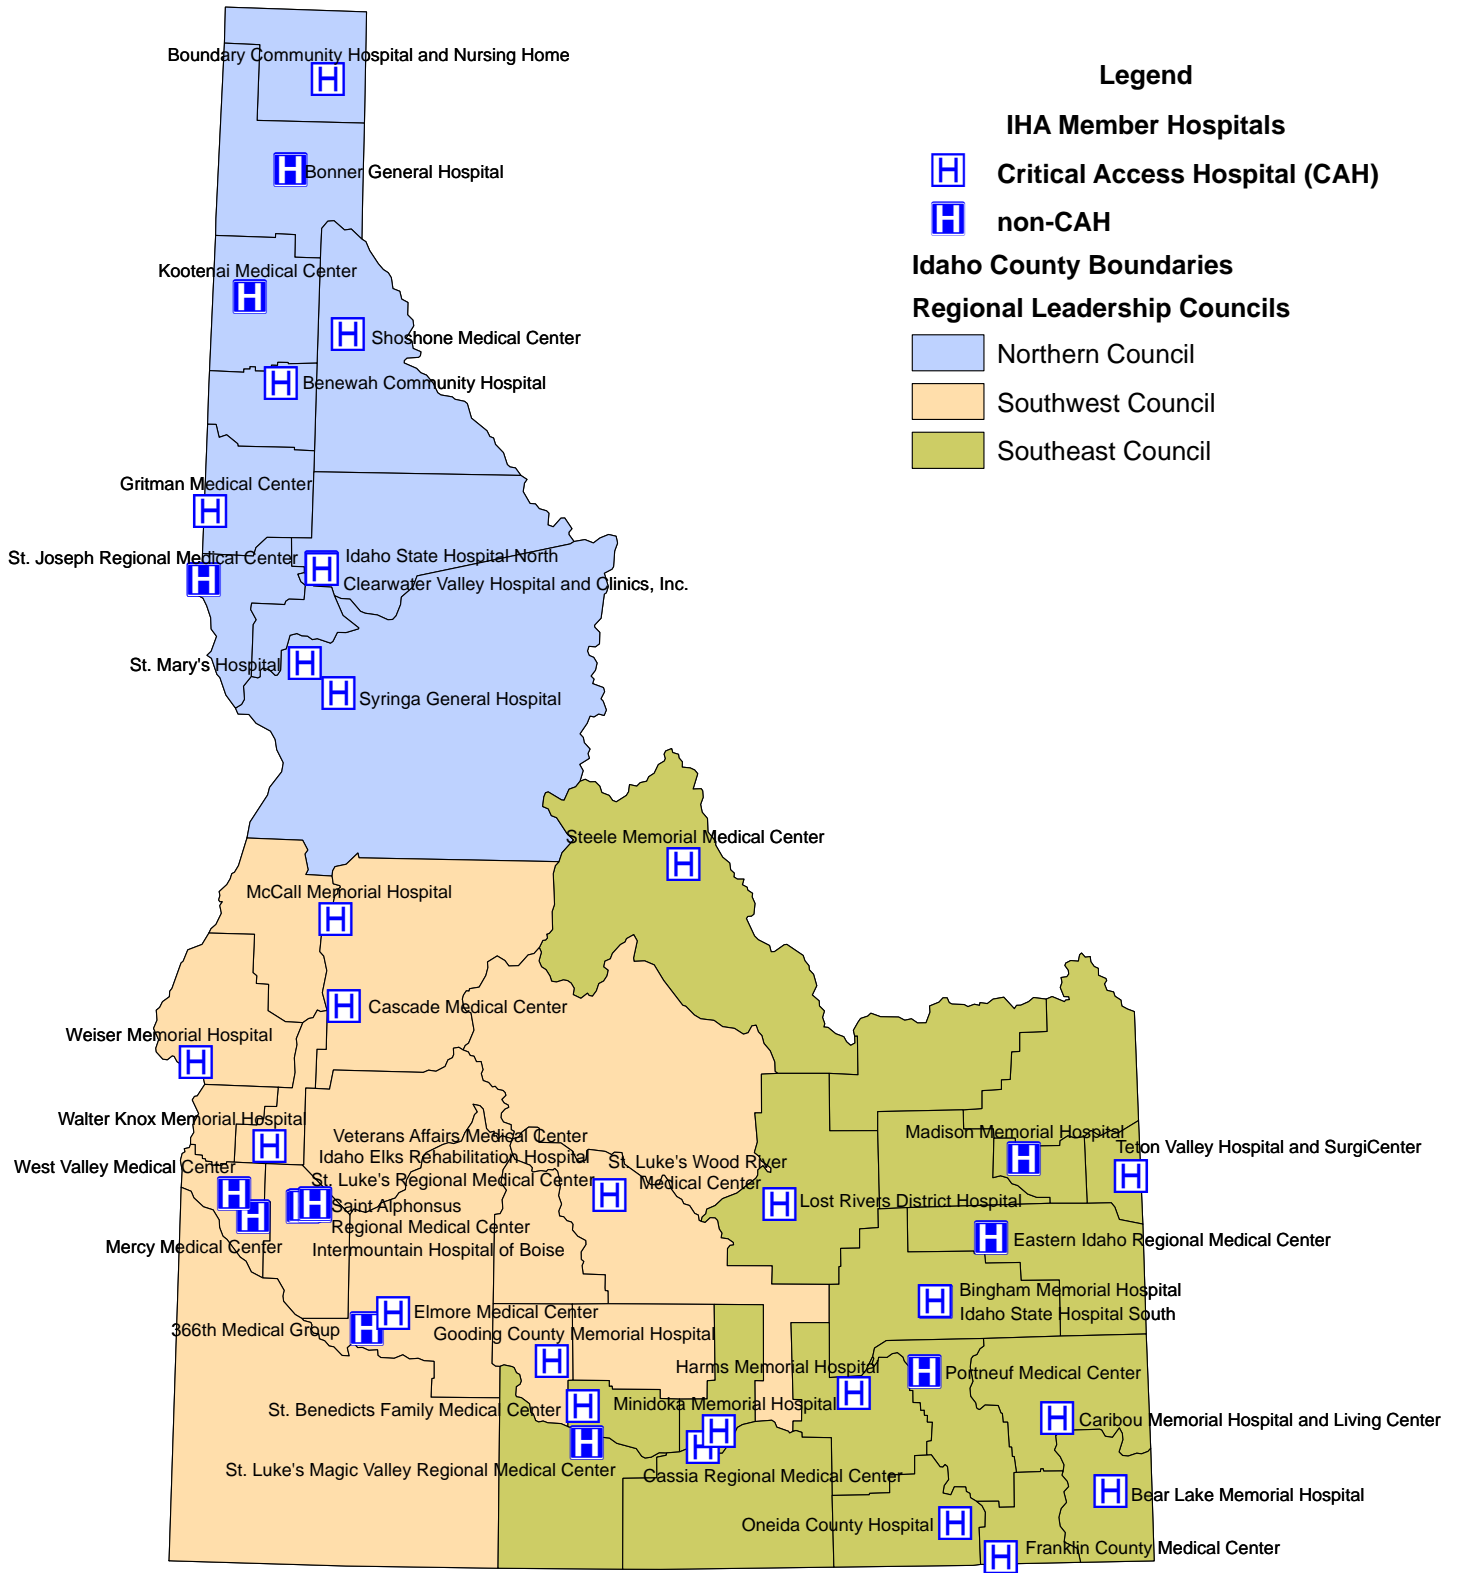 Boundary Community Hospital and Nursing Home
H
Legend
IHA Member Hospitals
H Critical Access Hospital (CAH)
H non-CAH
Idaho County Boundaries
Regional Leadership Councils
Northern Council
Southwest Council
Southeast Council
H Bonner General Hospital
Kootenai Medical Center
H
H Shoshone Medical Center
H Benewah Community Hospital
Gritman Medical Center
H
St. Joseph Regional Medical Center
H
Idaho State Hospital North
H
Clearwater Valley Hospital and Clinics, Inc.
St. Mary's Hospital H
H Syringa General Hospital
Steele Memorial Medical Center
H
McCall Memorial Hospital
H
H Cascade Medical Center
Weiser Memorial Hospital
H
Walter Knox Memorial Hospital
H
Veterans Affairs Medical Center
Idaho Elks Rehabilitation Hospital
St. Luke's Regional Medical Center
H Saint Alphonsus
Regional Medical Center
Intermountain Hospital of Boise
West Valley Medical Center
H
H
Mercy Medical Center
St. Luke's Wood River
Medical Center
H
H Lost Rivers District Hospital
Madison Memorial Hospital
H
Teton Valley Hospital and SurgiCenter
H
H Eastern Idaho Regional Medical Center
H Bingham Memorial Hospital
Idaho State Hospital South
H Elmore Medical Center
366th Medical Group H
Gooding County Memorial Hospital
H
Harms Memorial Hospital
H
H Portneuf Medical Center
St. Benedicts Family Medical Center H
Minidoka Memorial Hospital
H
H Caribou Memorial Hospital and Living Center
H
St. Luke's Magic Valley Regional Medical Center
H
Cassia Regional Medical Center
H Bear Lake Memorial Hospital
Oneida County Hospital H
H Franklin County Medical Center